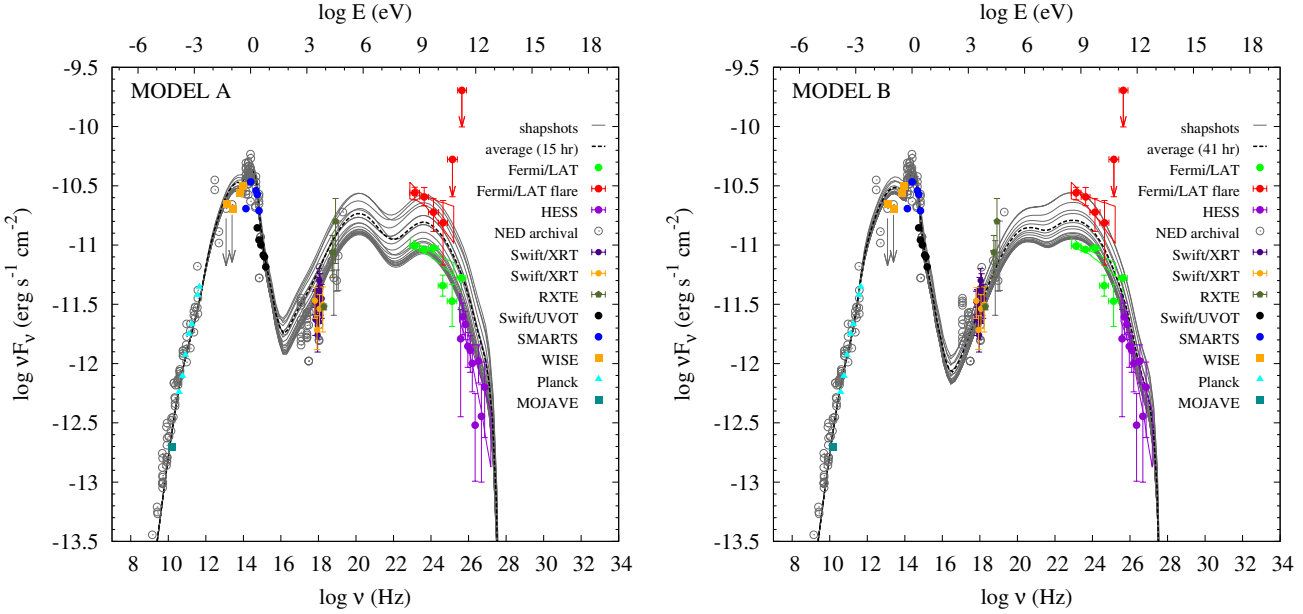 log E (eV)
-6 -3 0 3 6 9 12 15 18
MODEL A
-9.5
-10
-10.5
-11
-11.5
-12
-12.5
-13
-13.5
log νFν (erg s-1 cm-2)
shapshots
average (15 hr)
Fermi/LAT
Fermi/LAT flare
HESS
NED archival
Swift/XRT
Swift/XRT
RXTE
Swift/UVOT
SMARTS
WISE
Planck
MOJAVE
8 10 12 14 16 18 20 22 24 26 28 30 32 34
log ν (Hz)
log E (eV)
-6 -3 0 3 6 9 12 15 18
MODEL B
-9.5
-10
-10.5
-11
-11.5
-12
-12.5
-13
-13.5
log νFν (erg s-1 cm-2)
shapshots
average (41 hr)
Fermi/LAT
Fermi/LAT flare
HESS
NED archival
Swift/XRT
Swift/XRT
RXTE
Swift/UVOT
SMARTS
WISE
Planck
MOJAVE
8 10 12 14 16 18 20 22 24 26 28 30 32 34
log ν (Hz)